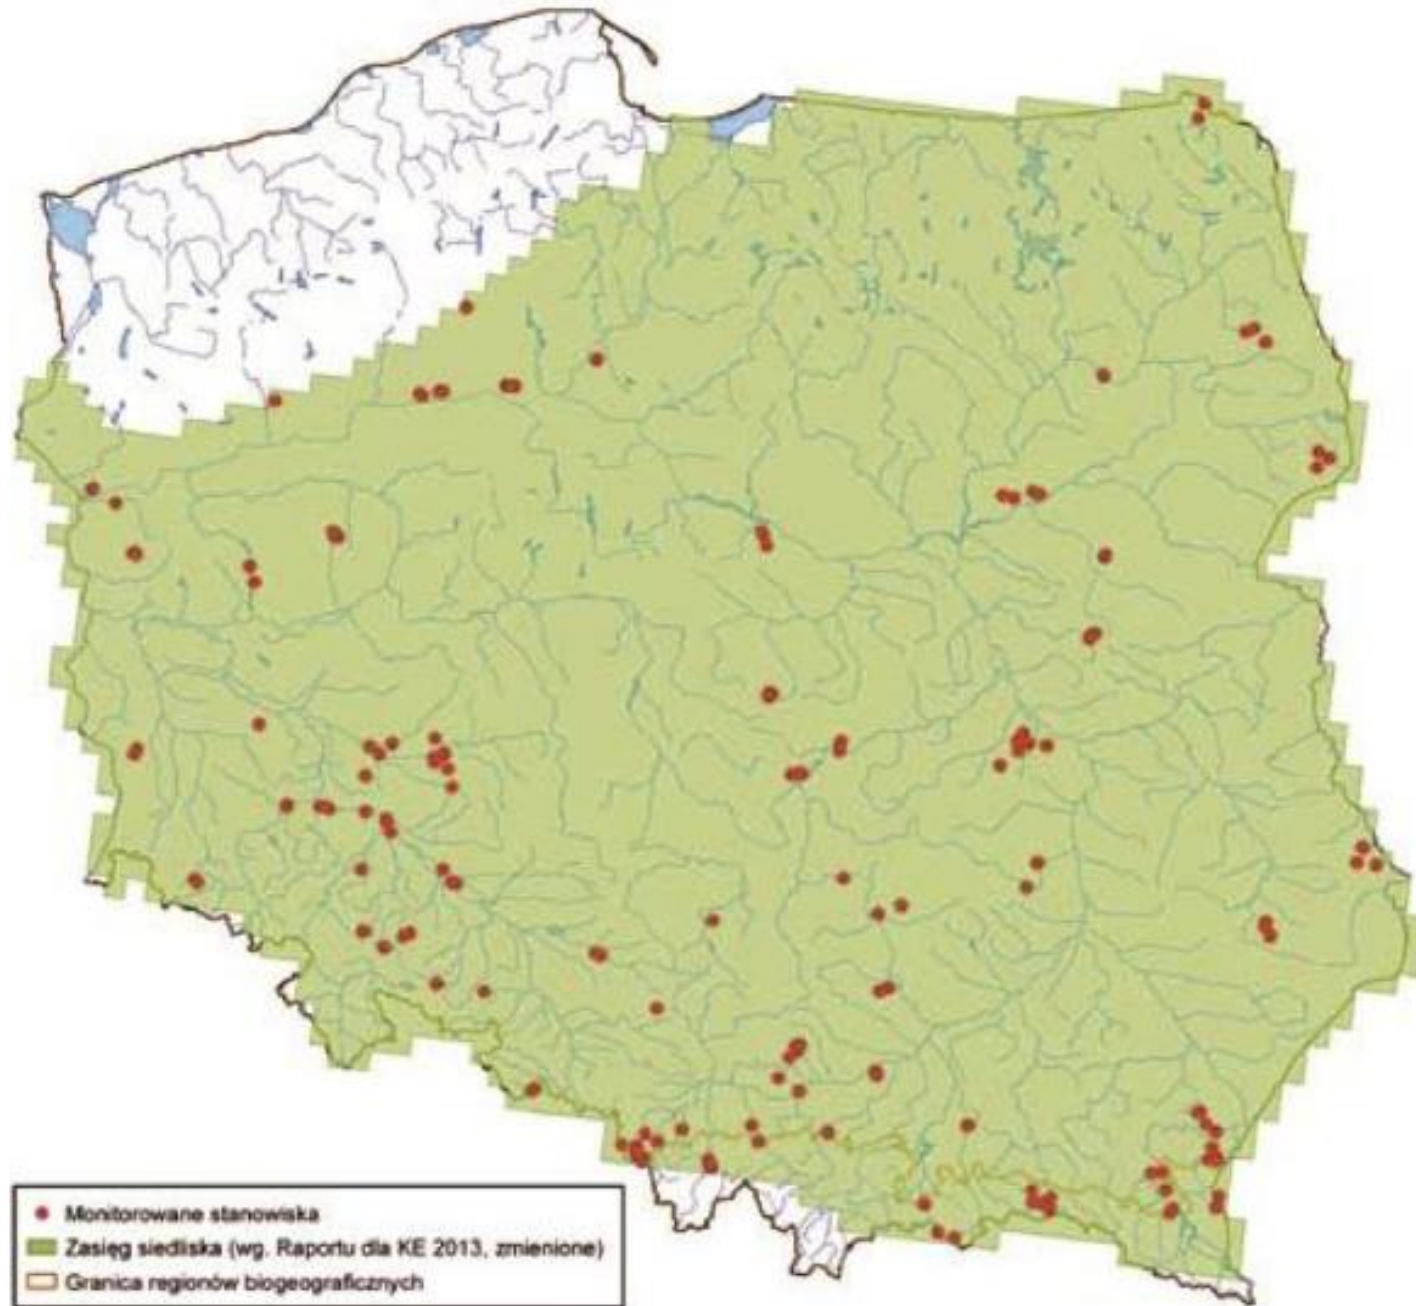 Monitorowane stanowiska
Zasięg siedliska (wg. Raportu dla KE 2013, zmienione)
Granica regionów biogeograficznych